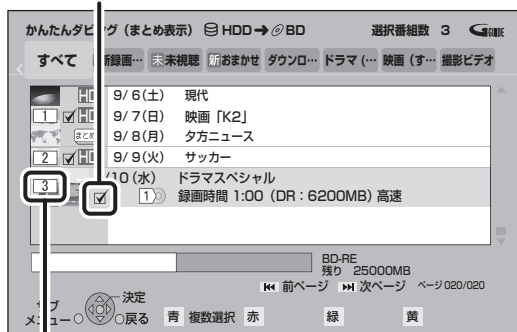 かんたんダビング（まとめ表示） HDD→BD 選択番組数 3 GGUIDE
すべて 新録画… 未 未視聴 新 おまかせ ダウンロ… ドラマ（… 映画（す… 撮影ビデオ
9/ 6(土) 現代
1 9/ 7(日) 映画「K2」
まとめ 9/ 8(月) 夕方ニュース
2 9/ 9(火) サッカー
/10(水) ドラマスペシャル
3 1 録画時間 1:00（DR：6200MB）高速
BD-RE
残り 25000MB
前ページ 次ページ ページ 020/020
サブメニュー 決定 戻る 青 複数選択 赤 緑 黄